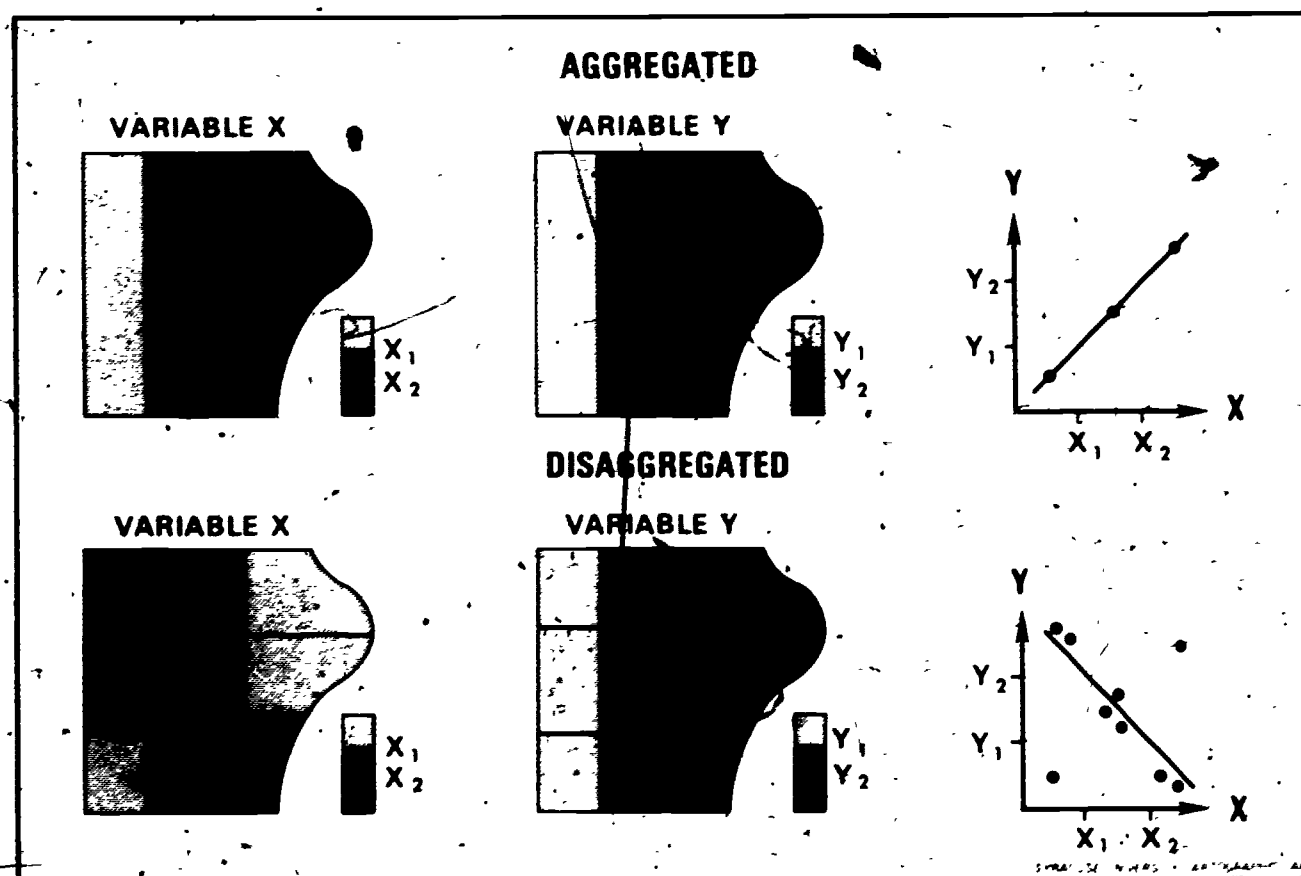 AGGREGATED
VARIABLE X
VARIABLE Y
X₁
X₂
Y₁
Y₂
Y
Y₂
Y₁
X₁ X₂
X
DISAGGREGATED
VARIABLE X
VARIABLE Y
X₁
X₂
Y₁
Y₂
Y
Y₂
Y₁
X₁ X₂
X